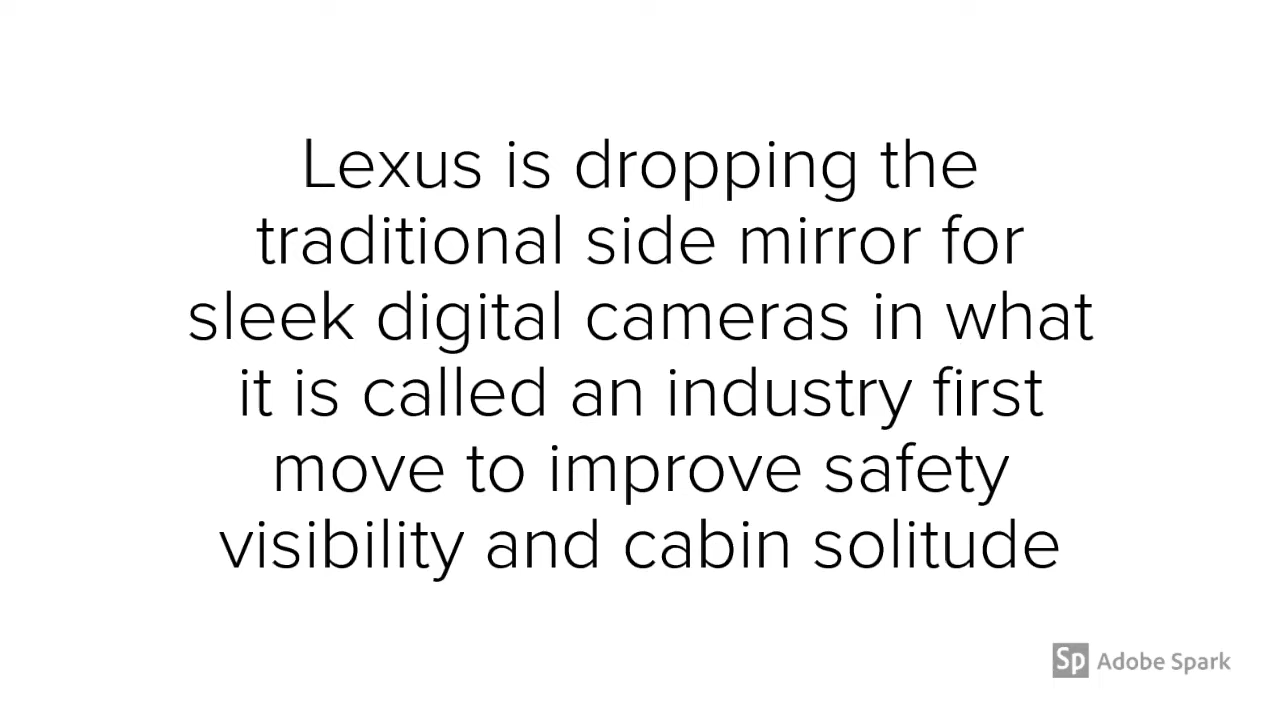 Lexus is dropping the
traditional side mirror for
sleek digital cameras in what
it is called an industry first
move to improve safety
visibility and cabin solitude
Sp Adobe Spark